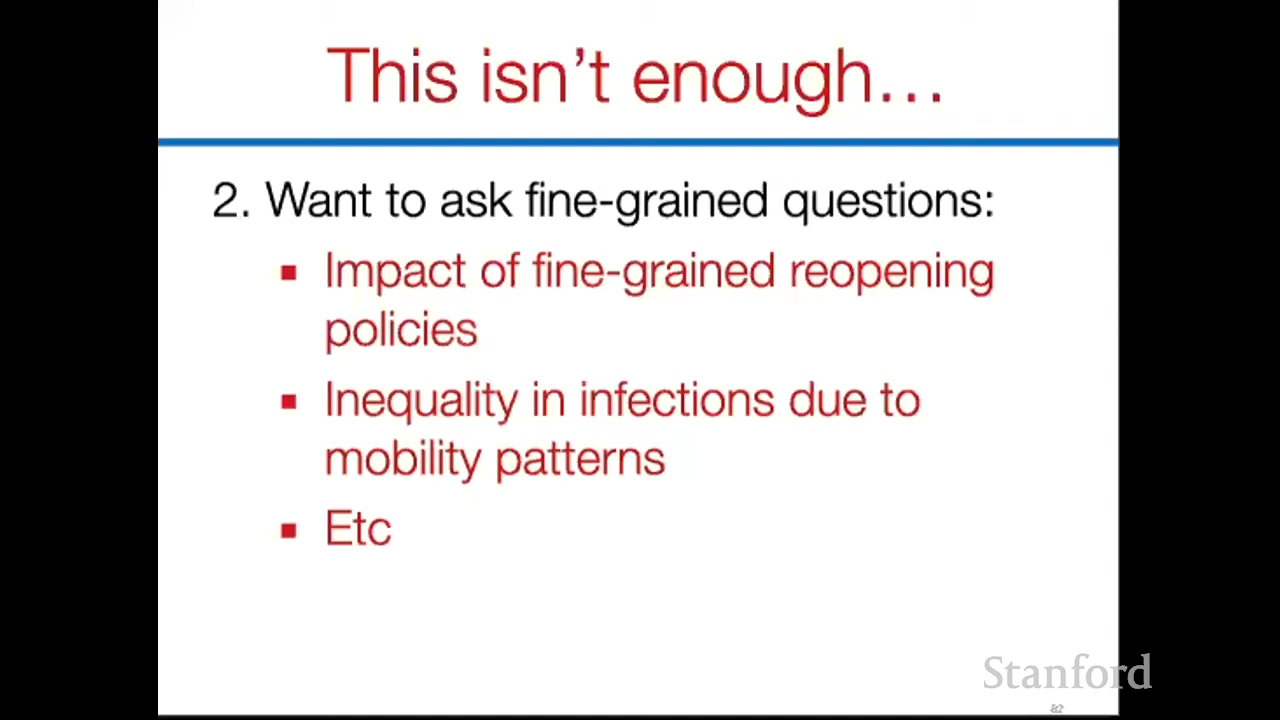 This isn't enough…
2. Want to ask fine-grained questions:
▪ Impact of fine-grained reopening
policies
▪ Inequality in infections due to
mobility patterns
▪ Etc
Stanford